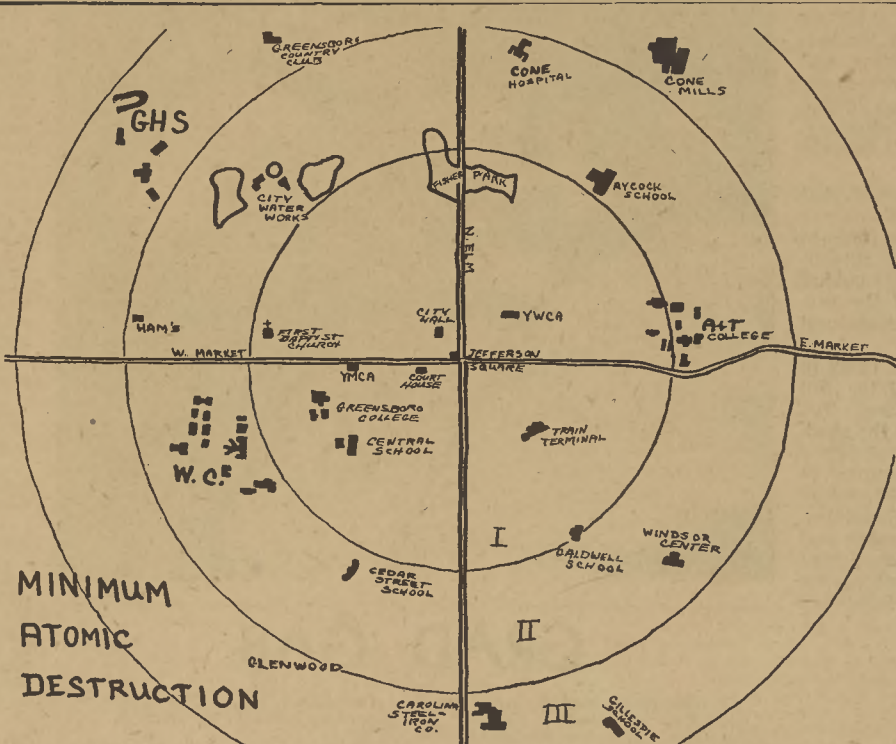 GREENSBORO
COUNTRY
CLUB
CONE
HOSPITAL
CONE
MILLS
GHS
CITY
WATER
WORKS
FISHER PARK
AYCOCK
SCHOOL
N. ELM
HAM'S
FIRST
BAPTIST
CHURCH
CITY
HALL
YWCA
A&T
COLLEGE
W. MARKET
JEFFERSON
SQUARE
E. MARKET
YMCA
COURT
HOUSE
GREENSBORO
COLLEGE
CENTRAL
SCHOOL
TRAIN
TERMINAL
W. C.
I
CALDWELL
SCHOOL
WINDSOR
CENTER
CEDAR
STREET
SCHOOL
MINIMUM
ATOMIC
DESTRUCTION
II
GLENWOOD
CAROLINA
STEEL-
IRON
CO.
III
GILLESPIE
SCHOOL